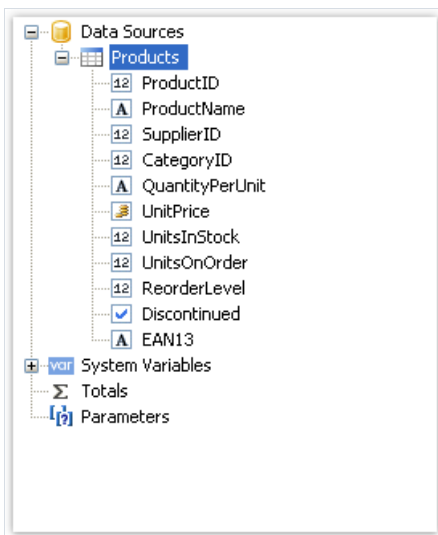 Data Sources
Products
12 ProductID
A ProductName
12 SupplierID
12 CategoryID
A QuantityPerUnit
UnitPrice
12 UnitsInStock
12 UnitsOnOrder
12 ReorderLevel
Discontinued
A EAN13
var System Variables
Σ Totals
[?] Parameters